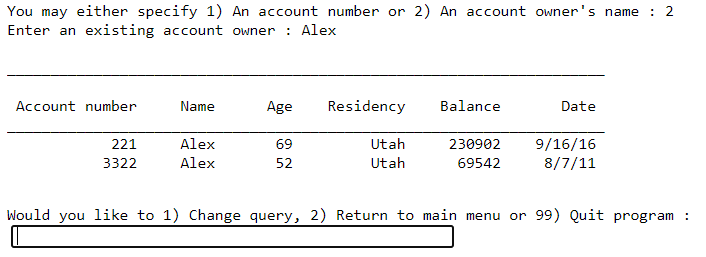 You may either specify 1) An account number or 2) An account owner's name : 2
Enter an existing account owner : Alex
Account number Name Age Residency Balance Date
221 Alex 69 Utah 230902 9/16/16
3322 Alex 52 Utah 69542 8/7/11
Would you like to 1) Change query, 2) Return to main menu or 99) Quit program :